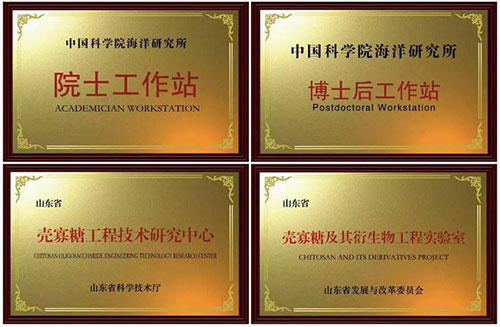 中国科学院海洋研究所
院士工作站
ACADEMICIAN WORKSTATION
中国科学院海洋研究所
博士后工作站
Postdoctoral Workstation
山东省
壳寡糖工程技术研究中心
CHITOSAN OLIGOSACCHARIDE ENGINEERING TECHNOLOGY RESEARCH CENTER
山东省科学技术厅
山东省
壳寡糖及其衍生物工程实验室
CHITOSAN AND ITS DERIVATIVES PROJECT
山东省发展与改革委员会